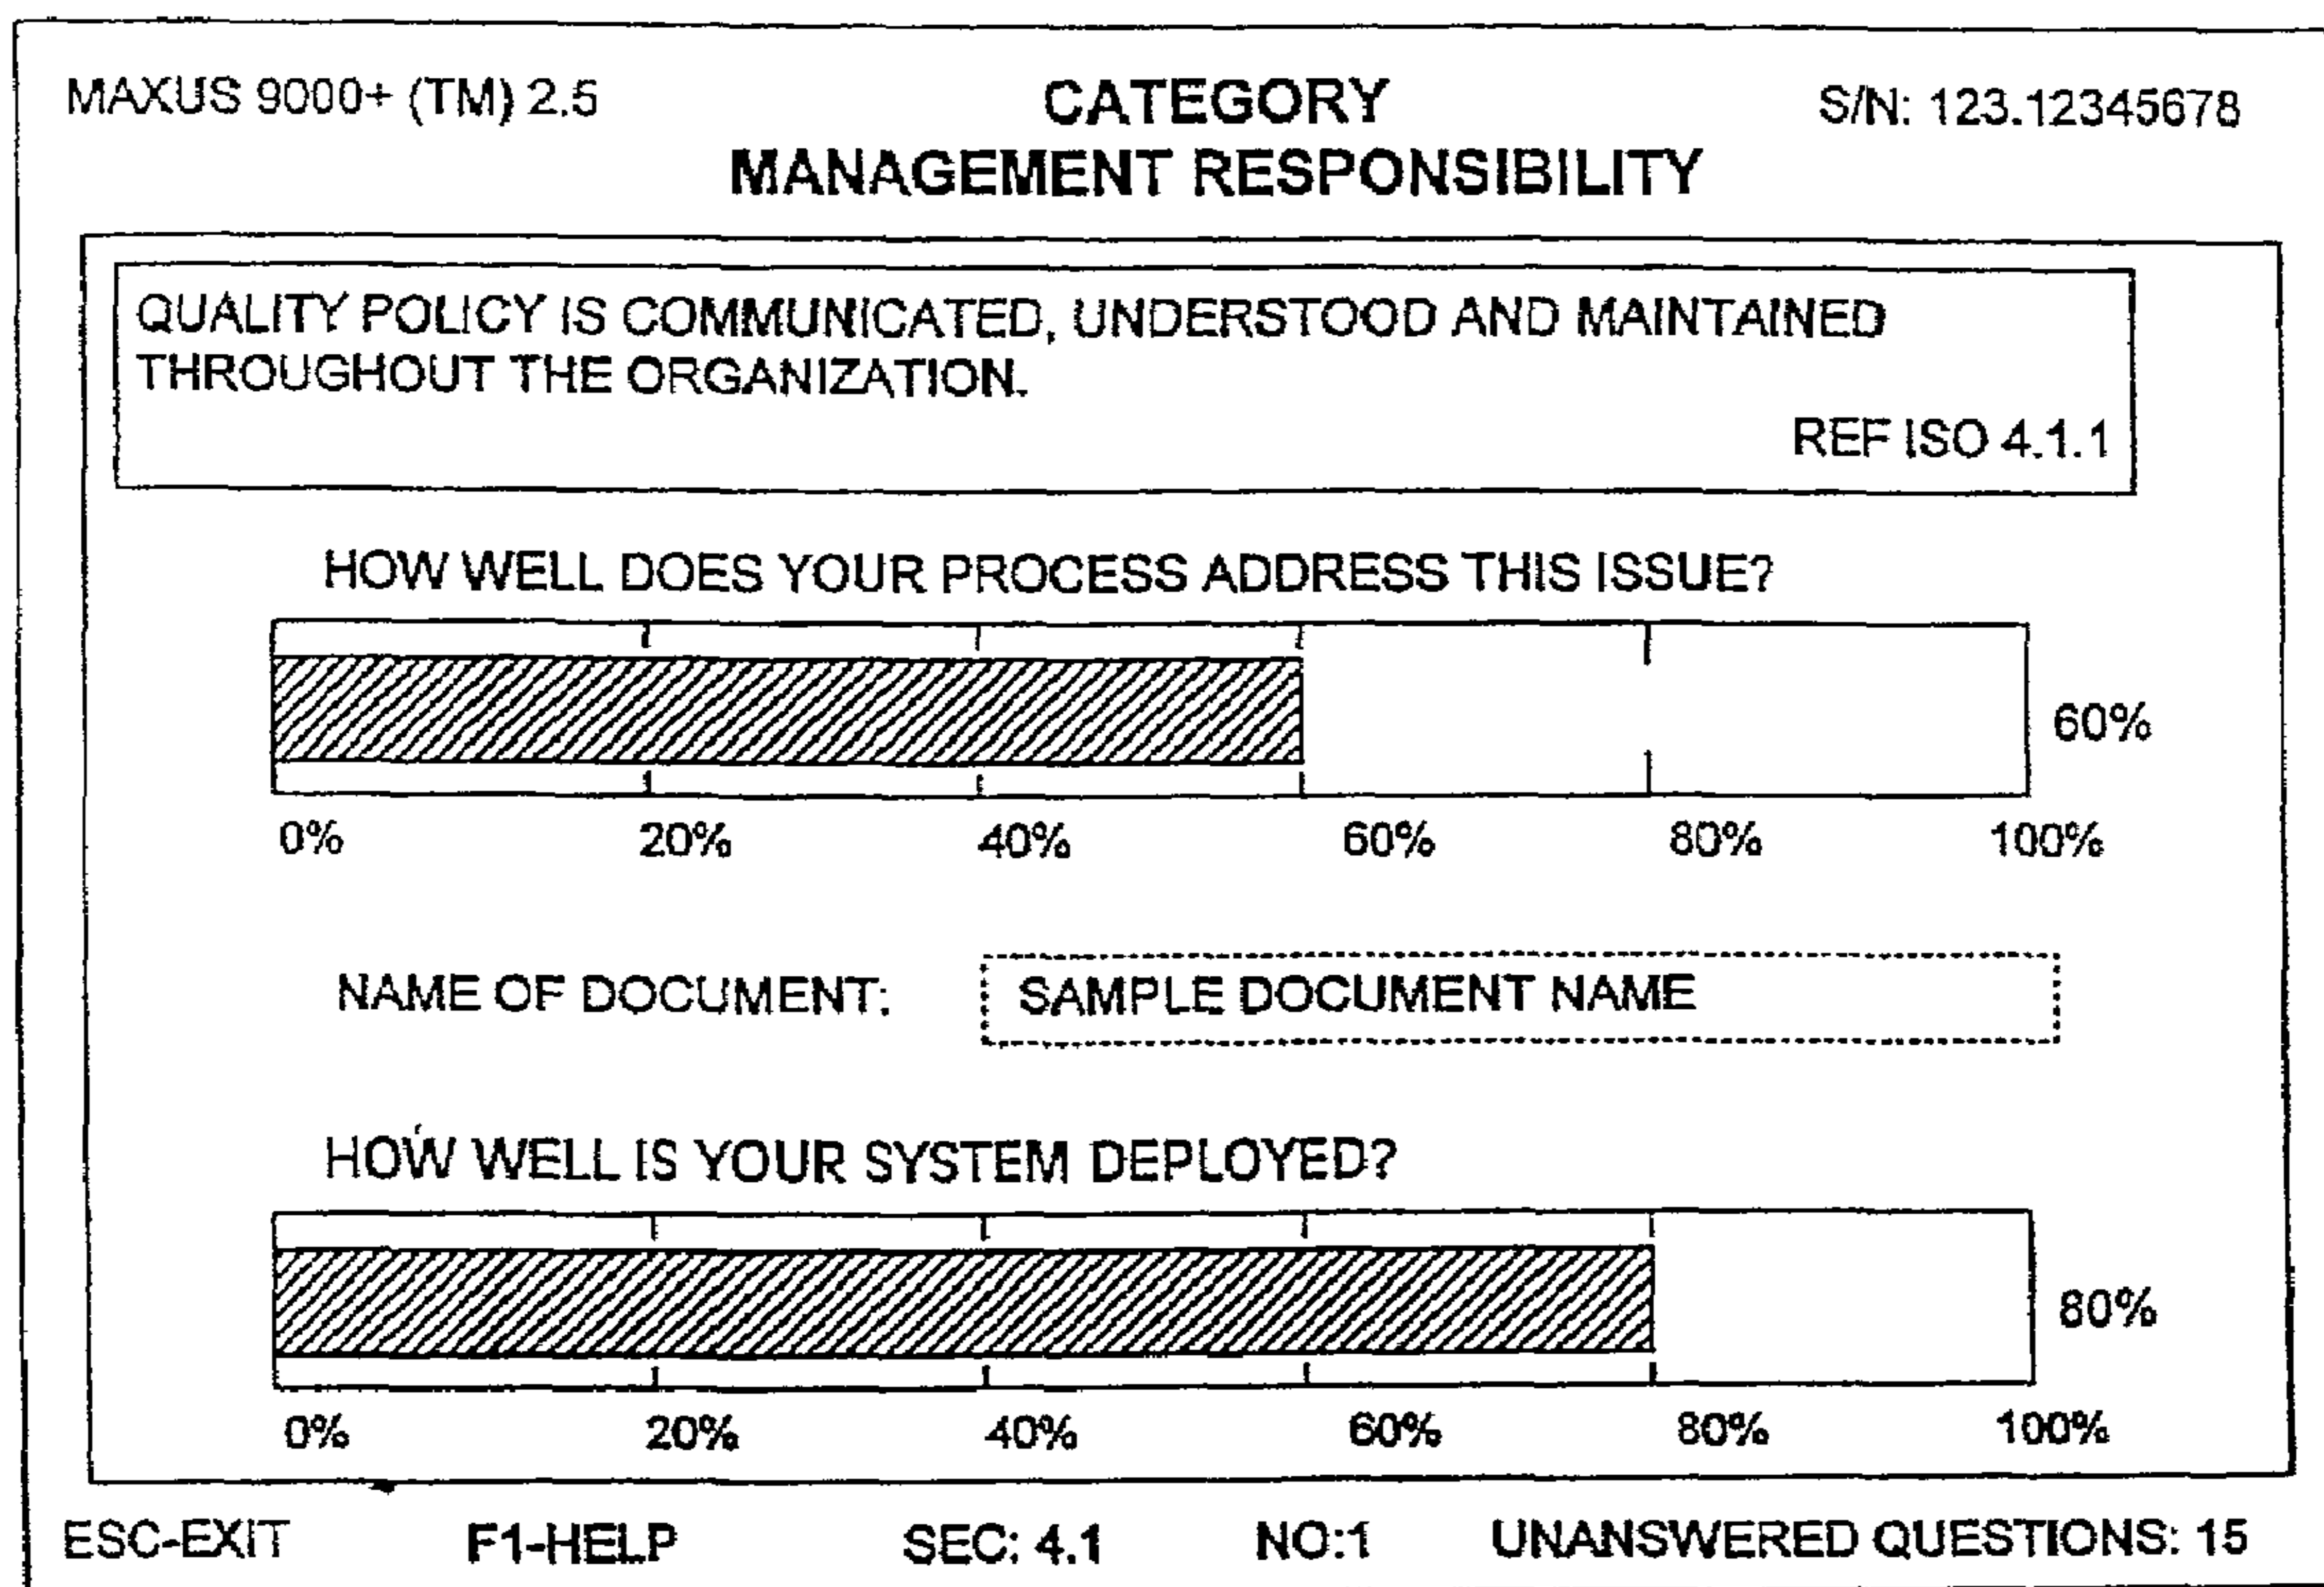 MAXUS 9000+ (TM) 2.5
CATEGORY
S/N: 123.12345678
MANAGEMENT RESPONSIBILITY
QUALITY POLICY IS COMMUNICATED, UNDERSTOOD AND MAINTAINED
THROUGHOUT THE ORGANIZATION.
REF ISO 4.1.1
HOW WELL DOES YOUR PROCESS ADDRESS THIS ISSUE?
60%
0% 20% 40% 60% 80% 100%
NAME OF DOCUMENT: SAMPLE DOCUMENT NAME
HOW WELL IS YOUR SYSTEM DEPLOYED?
80%
0% 20% 40% 60% 80% 100%
ESC-EXIT F1-HELP SEC: 4.1 NO:1 UNANSWERED QUESTIONS: 15